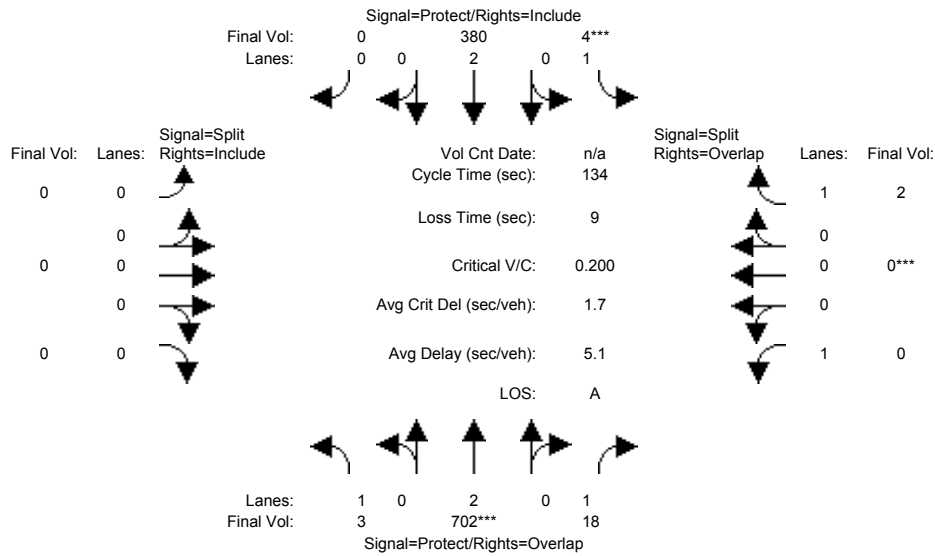 Signal=Protect/Rights=Include
Final Vol: 0 380 4***
Lanes: 0 0 2 0 1
Signal=Split Signal=Split
Final Vol: Lanes: Rights=Include Vol Cnt Date: n/a Rights=Overlap Lanes: Final Vol:
Cycle Time (sec): 134
0 0 1 2
Loss Time (sec): 9
0 0
0 0 Critical V/C: 0.200 0 0***
0 Avg Crit Del (sec/veh): 1.7 0
0 0 Avg Delay (sec/veh): 5.1 1 0
LOS: A
Lanes: 1 0 2 0 1
Final Vol: 3 702*** 18
Signal=Protect/Rights=Overlap